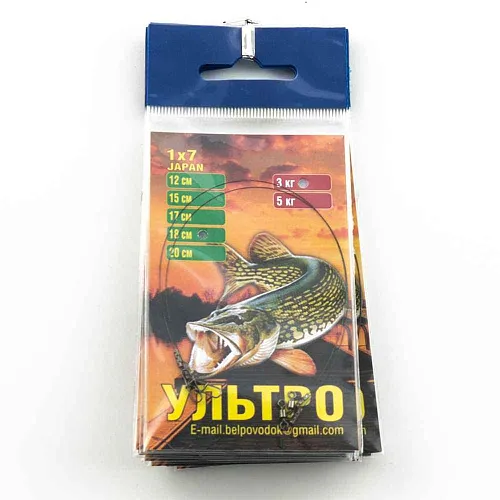 1x7
JAPAN
12 см
15 см
17 см
18 см
20 см
3 кг
5 кг
УЛЬТРО
E-mail.belpovodok@gmail.com